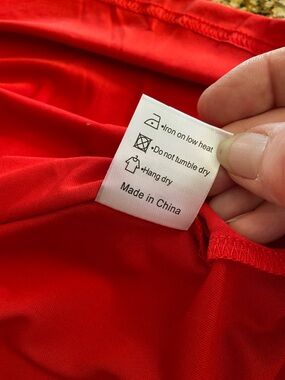 •Iron on low heat
•Do not tumble dry
•Hang dry
Made in China